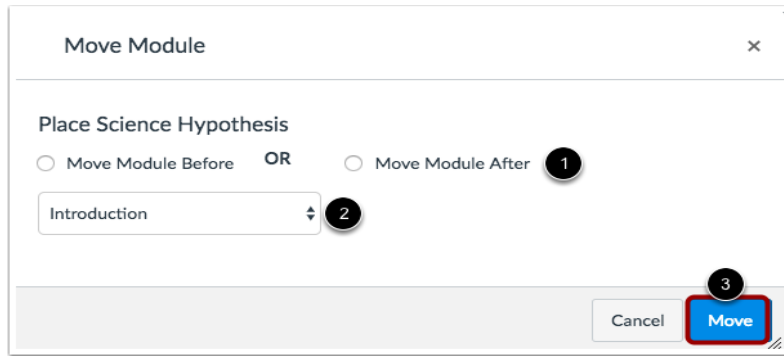 Move Module ×
Place Science Hypothesis
Move Module Before OR Move Module After 1
Introduction 2
3
Cancel Move